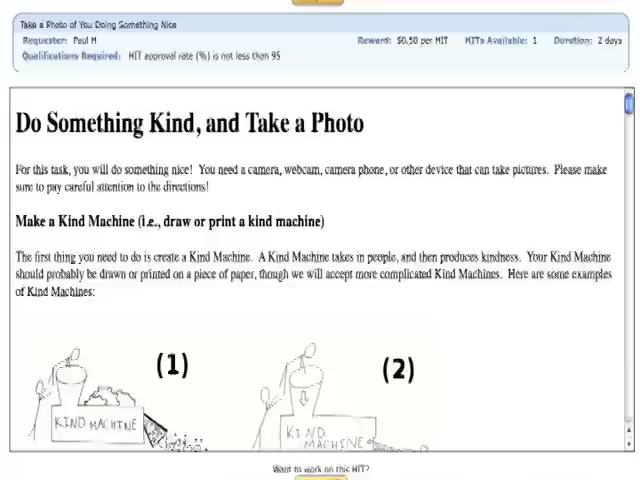 Take a Photo of You Doing Something Nice
Requester: Paul M Reward: $0.50 per HIT HITs Available: 1 Duration: 2 days
Qualifications Required: HIT approval rate (%) is not less than 95
Do Something Kind, and Take a Photo
For this task, you will do something nice! You need a camera, webcam, camera phone, or other device that can take pictures. Please make
sure to pay careful attention to the directions!
Make a Kind Machine (i.e., draw or print a kind machine)
The first thing you need to do is create a Kind Machine. A Kind Machine takes in people, and then produces kindness. Your Kind Machine
should probably be drawn or printed on a piece of paper, though we will accept more complicated Kind Machines. Here are some examples
of Kind Machines:
(1) (2)
KIND MACHINE
KIND
MACHINE
Want to work on this HIT?